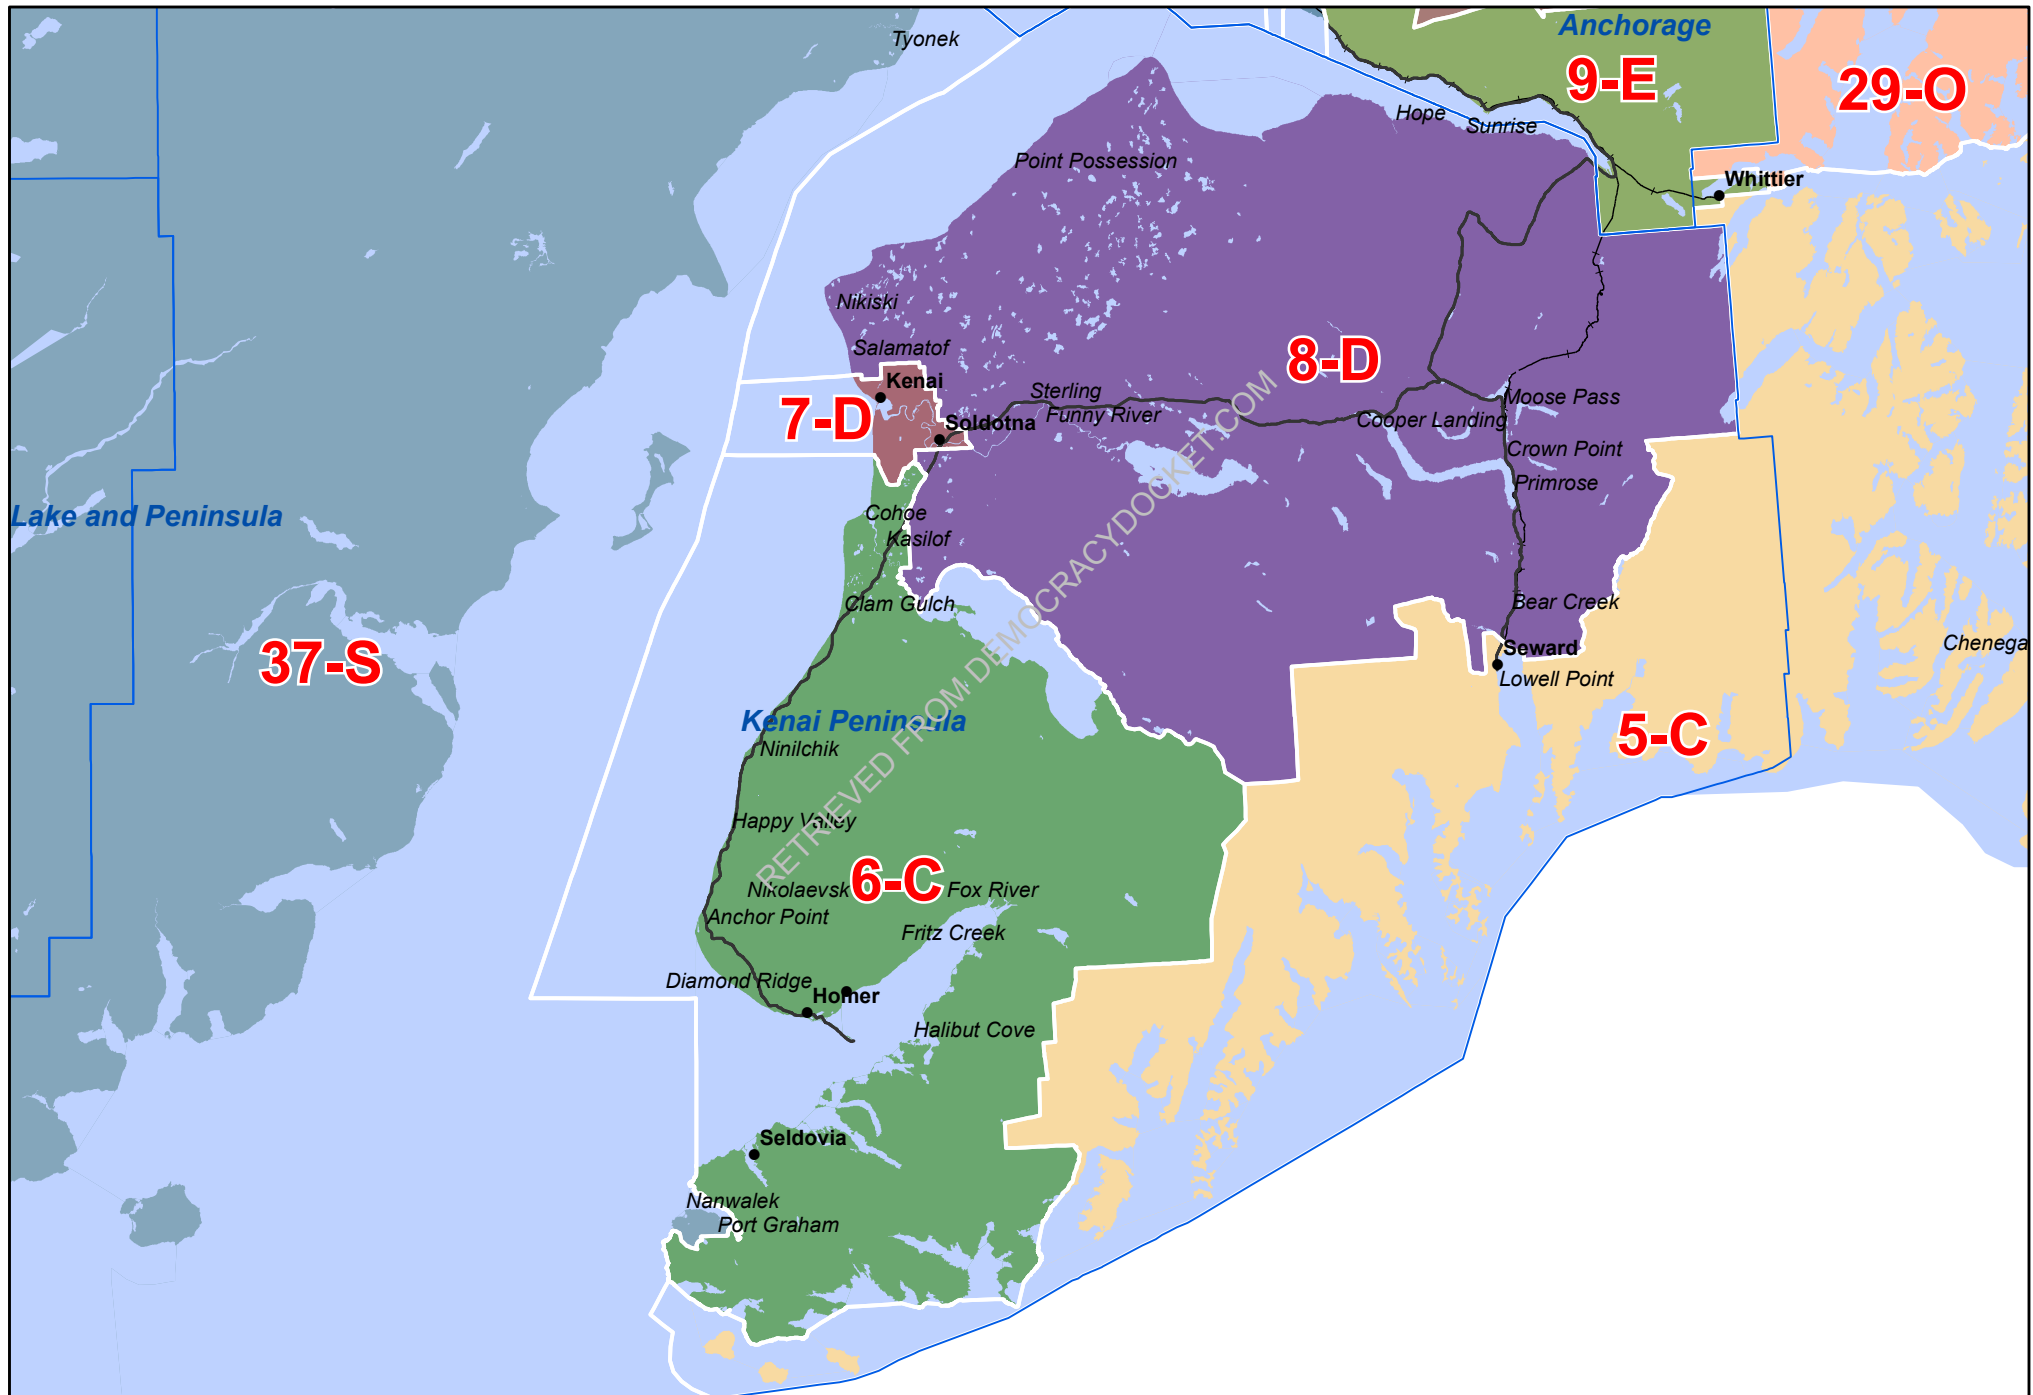 Tyonek
Anchorage
9-E
29-O
Hope
Sunrise
Point Possession
Whittier
Nikiski
Salamatof
8-D
Kenai
Sterling
Moose Pass
7-D
Soldotna
Funny River
Cooper Landing
Crown Point
Primrose
Lake and Peninsula
Cohoe
Kasilof
Clam Gulch
Bear Creek
37-S
Seward
Chenega
Lowell Point
Kenai Peninsula
5-C
Ninilchik
Happy Valley
RETRIEVED FROM DEMOCRACYDOCKET.COM
6-C
Nikolaevsk
Fox River
Anchor Point
Fritz Creek
Diamond Ridge
Homer
Halibut Cove
Seldovia
Nanwalek
Port Graham